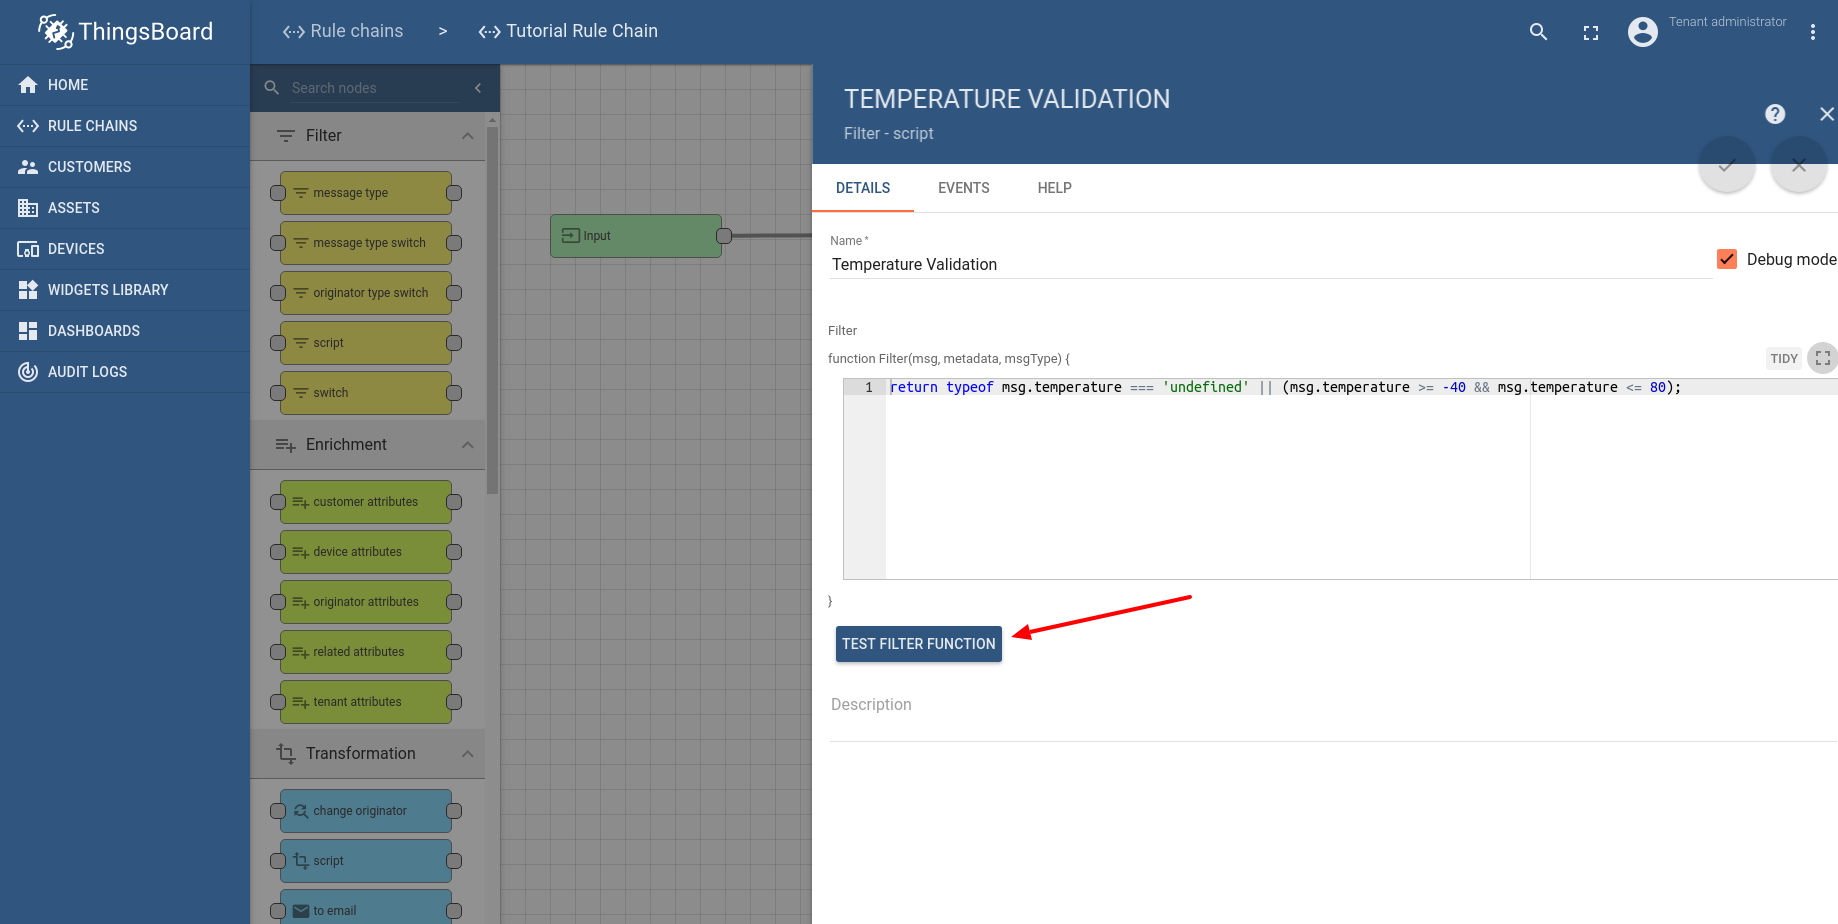 ThingsBoard
Rule chains > Tutorial Rule Chain
Tenant administrator
HOME
RULE CHAINS
CUSTOMERS
ASSETS
DEVICES
WIDGETS LIBRARY
DASHBOARDS
AUDIT LOGS
Search nodes
Filter
message type
message type switch
originator type switch
script
switch
Enrichment
customer attributes
device attributes
originator attributes
related attributes
tenant attributes
Transformation
change originator
script
to email
Input
TEMPERATURE VALIDATION
Filter - script
DETAILS EVENTS HELP
Name *
Temperature Validation
Debug mode
Filter
function Filter(msg, metadata, msgType) {
TIDY
1 return typeof msg.temperature === 'undefined' || (msg.temperature >= -40 && msg.temperature <= 80);
}
TEST FILTER FUNCTION
Description